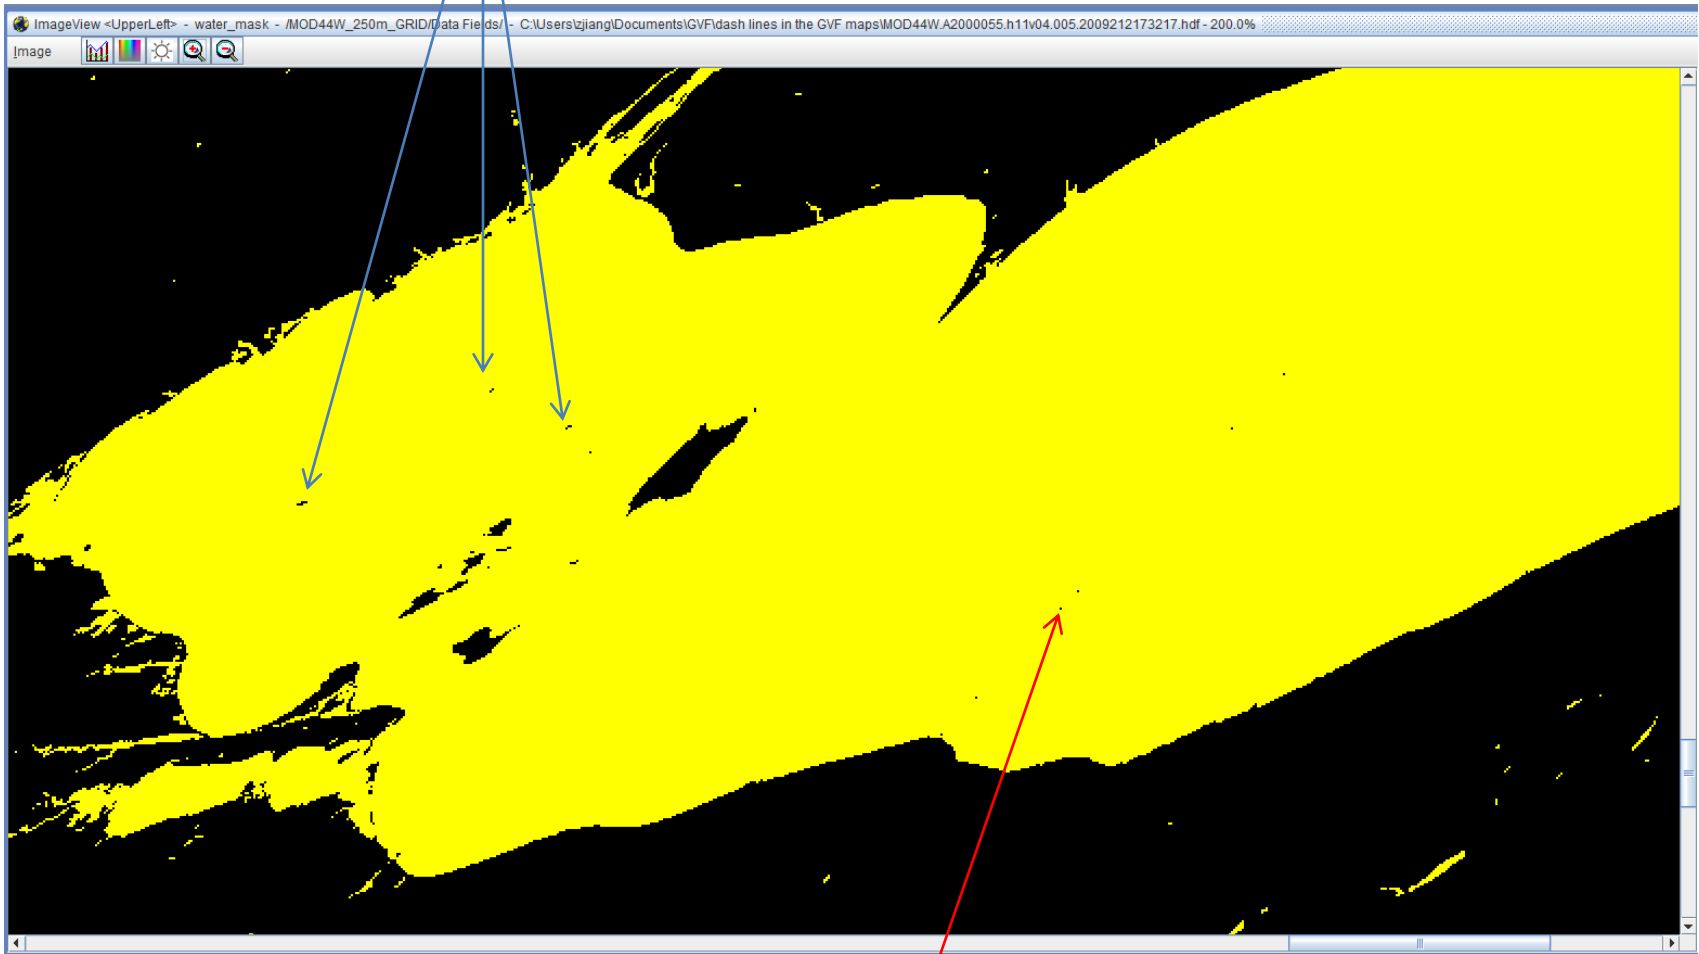 ImageView <UpperLeft> - water_mask - /MOD44W_250m_GRID/Data Fields/ - C:\Users\zjiang\Documents\GVF\dash lines in the GVF maps\MOD44W.A2000055.h11v04.005.2009212173217.hdf - 200.0%
Image